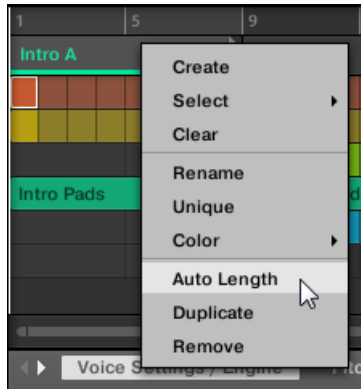 1 5 9
Intro A
Create
Select
Clear
Rename
Intro Pads
Unique
Color
Auto Length
Duplicate
Remove
Voice Settings / Engine